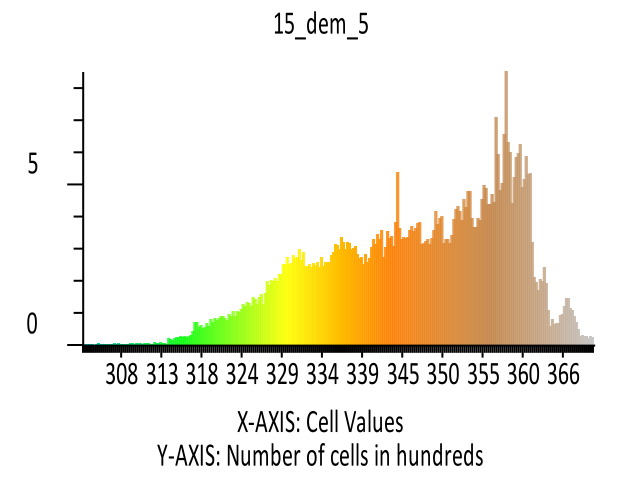 15_dem_5
5
0
308 313 318 324 329 334 339 345 350 355 360 366
X-AXIS: Cell Values
Y-AXIS: Number of cells in hundreds